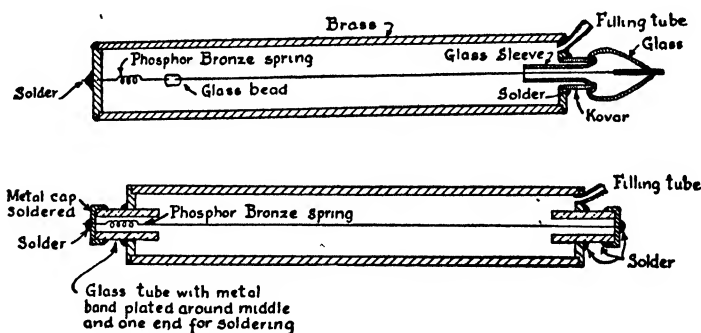 Brass
Filling tube
Phosphor Bronze spring
Glass Sleeve
Glass
Solder
Glass bead
Solder
Kovar
Filling tube
Metal cap
soldered
Phosphor Bronze spring
Solder
Solder
Glass tube with metal
band plated around middle
and one end for soldering